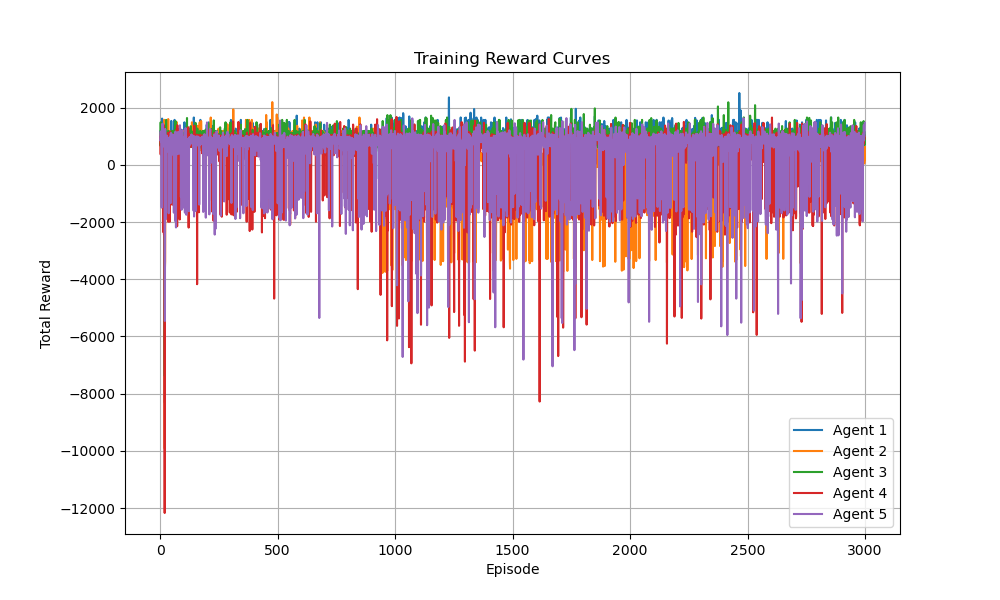 Training Reward Curves
2000
0
−2000
−4000
−6000
−8000
−10000
−12000
Total Reward
Agent 1
Agent 2
Agent 3
Agent 4
Agent 5
0 500 1000 1500 2000 2500 3000
Episode